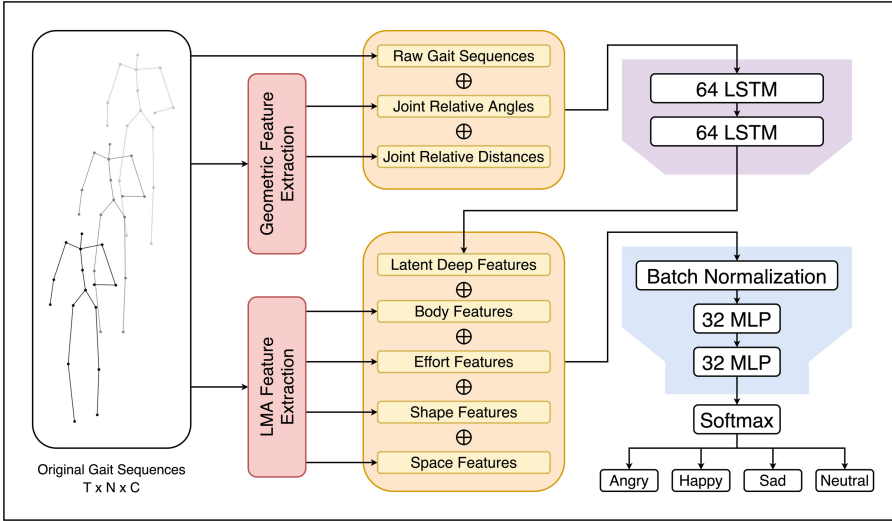 Raw Gait Sequences
⊕
Joint Relative Angles
⊕
Joint Relative Distances
Geometric Feature
Extraction
64 LSTM
64 LSTM
Latent Deep Features
⊕
Body Features
⊕
Effort Features
⊕
Shape Features
⊕
Space Features
LMA Feature
Extraction
Batch Normalization
32 MLP
32 MLP
Softmax
Angry
Happy
Sad
Neutral
Original Gait Sequences
T x N x C